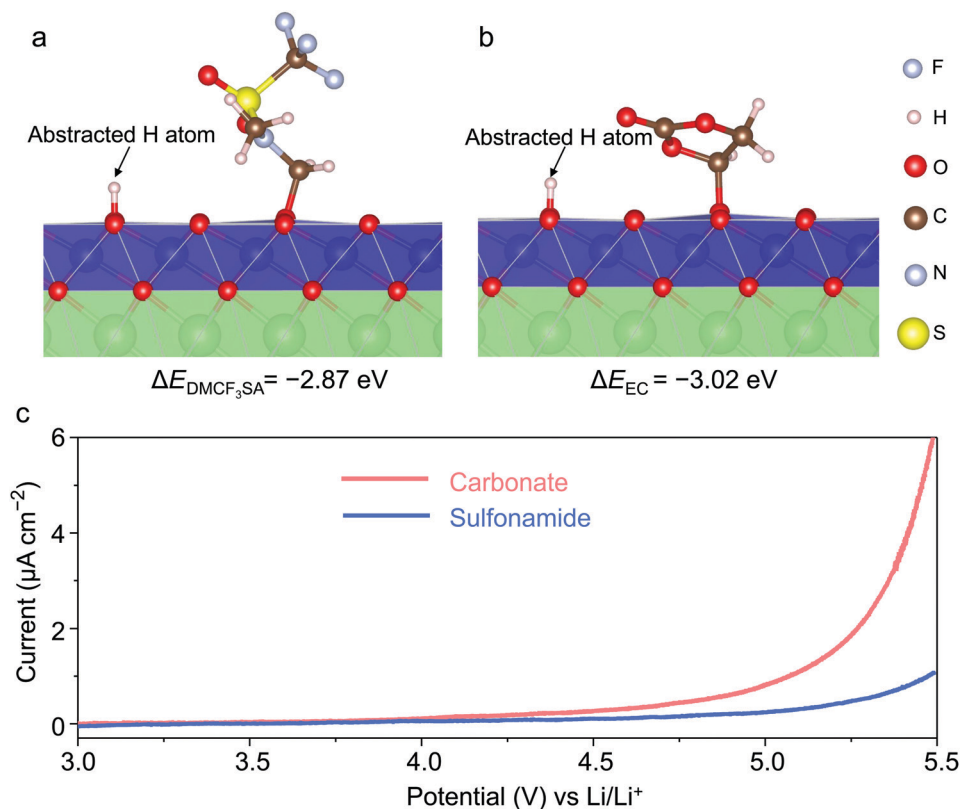 a
b
Abstracted H atom
Abstracted H atom
F
H
O
C
N
S
ΔE_DMCF₃SA = −2.87 eV
ΔE_EC = −3.02 eV
c
Current (μA cm⁻²)
6
4
2
0
Carbonate
Sulfonamide
3.0 3.5 4.0 4.5 5.0 5.5
Potential (V) vs Li/Li⁺